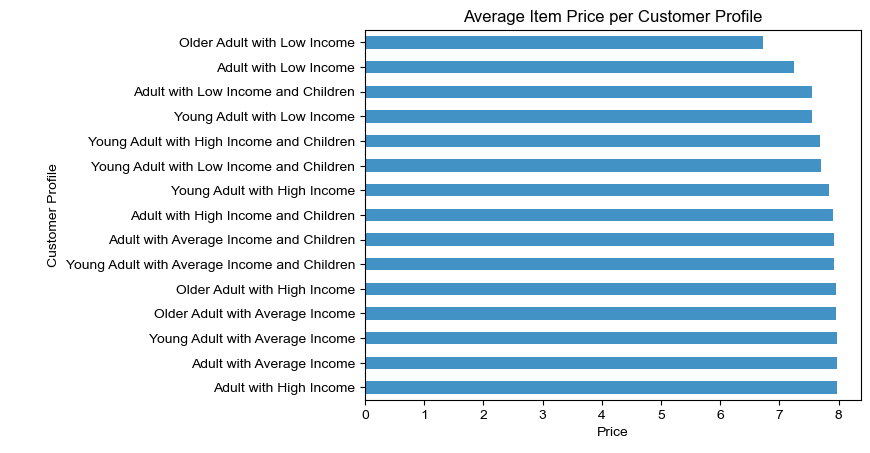 Average Item Price per Customer Profile
Customer Profile
Older Adult with Low Income
Adult with Low Income
Adult with Low Income and Children
Young Adult with Low Income
Young Adult with High Income and Children
Young Adult with Low Income and Children
Young Adult with High Income
Adult with High Income and Children
Adult with Average Income and Children
Young Adult with Average Income and Children
Older Adult with High Income
Older Adult with Average Income
Young Adult with Average Income
Adult with Average Income
Adult with High Income
0 1 2 3 4 5 6 7 8
Price